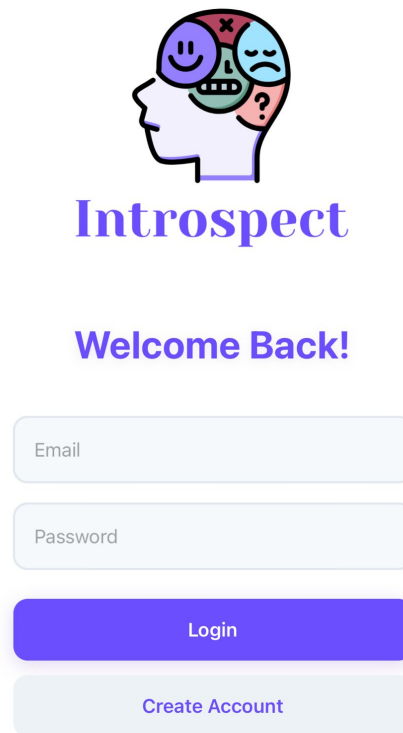 Introspect
Welcome Back!
Email
Password
Login
Create Account